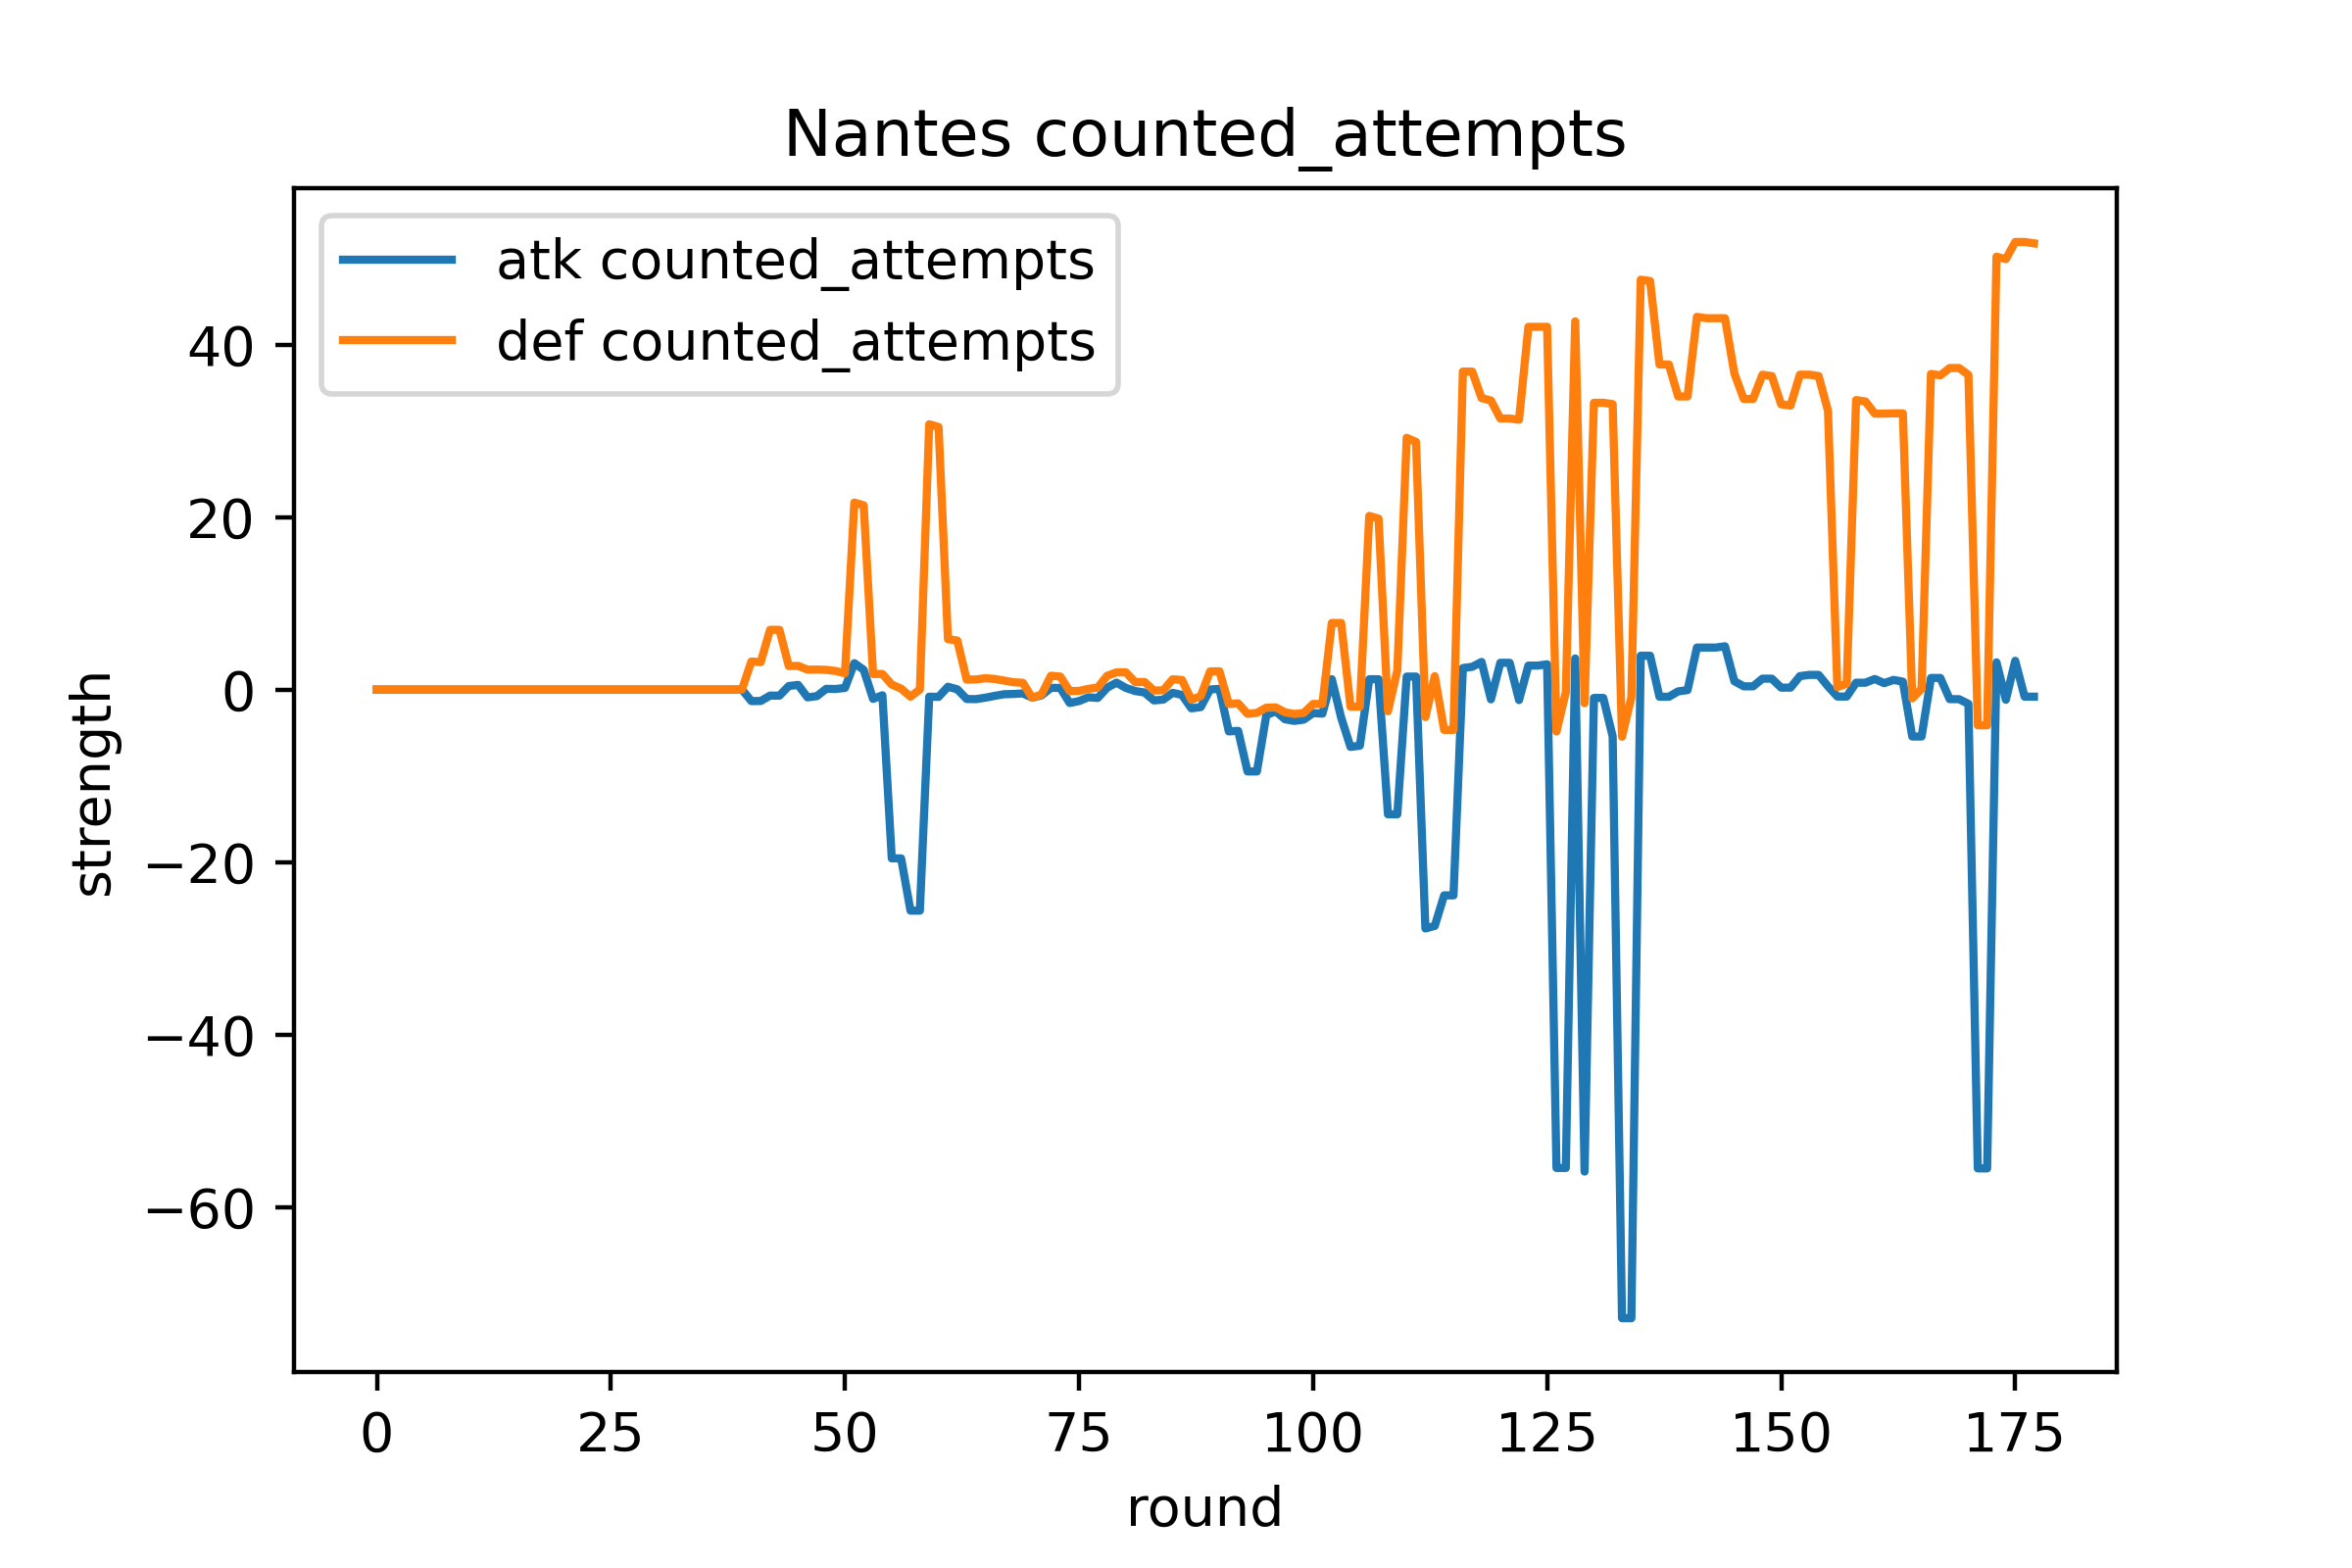 Nantes counted_attempts
atk counted_attempts
def counted_attempts
strength
40
20
0
−20
−40
−60
0 25 50 75 100 125 150 175
round